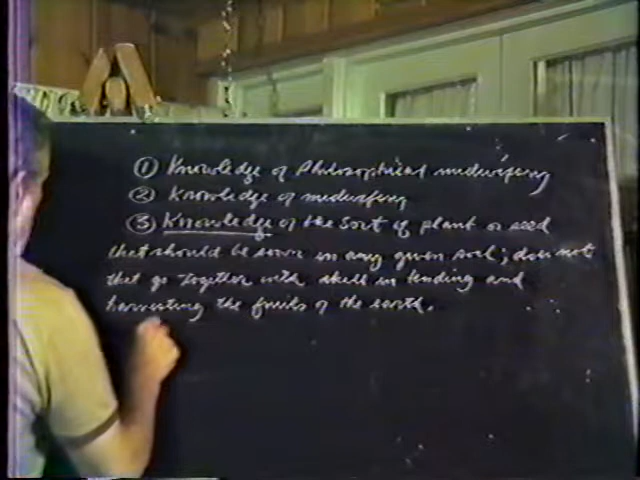 ① Knowledge of Philosophical midwifery
② Knowledge of midwifery
③ Knowledge of the sort of plant or seed
that should be sown in any given soil; does not
that go together with skill in tending and
harvesting the fruits of the earth.